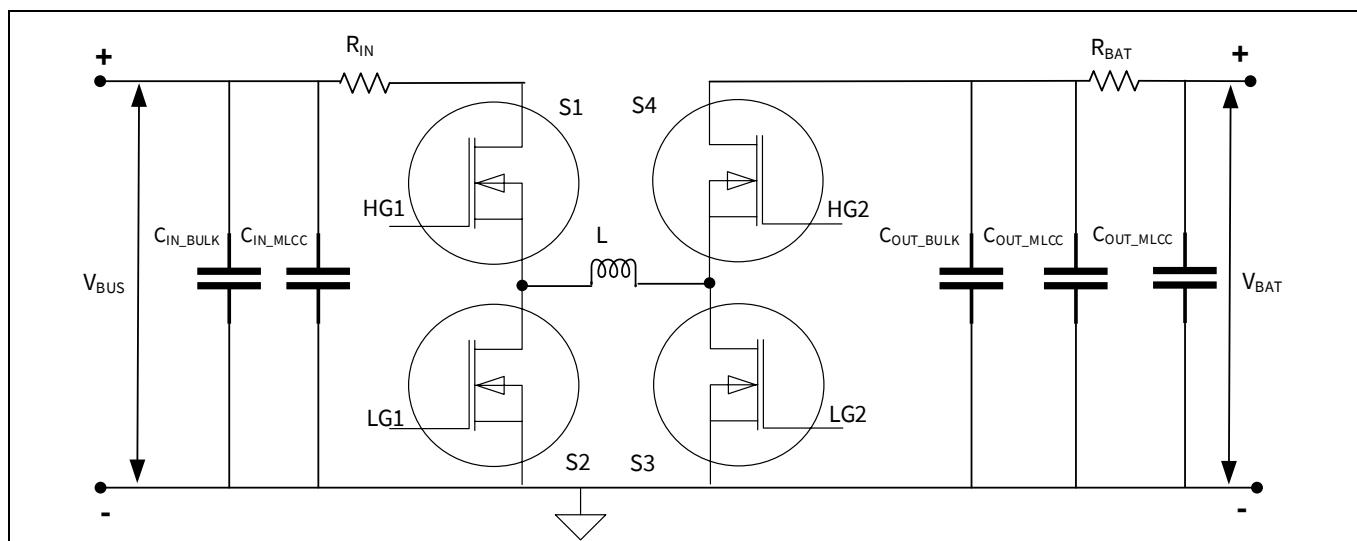 +
R_IN
R_BAT
+
S1
S4
HG1
HG2
C_IN_BULK
C_IN_MLCC
L
C_OUT_BULK
C_OUT_MLCC
C_OUT_MLCC
V_BUS
V_BAT
LG1
LG2
S2
S3
-
-